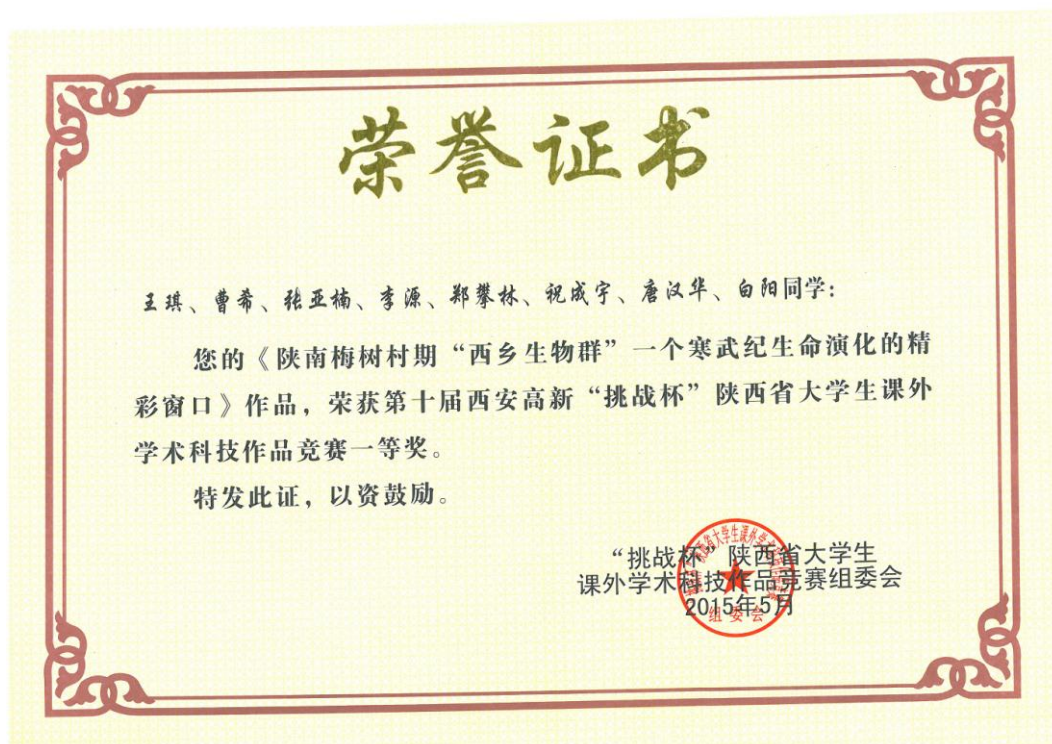 荣誉证书
王琪、曹希、张亚楠、李源、郑攀林、祝成宇、唐汉华、白阳同学：
您的《陕南梅树村期“西乡生物群”一个寒武纪生命演化的精
彩窗口》作品，荣获第十届西安高新“挑战杯”陕西省大学生课外
学术科技作品竞赛一等奖。
特发此证，以资鼓励。
“挑战杯”陕西省大学生
课外学术科技作品竞赛组委会
2015年5月
组委会